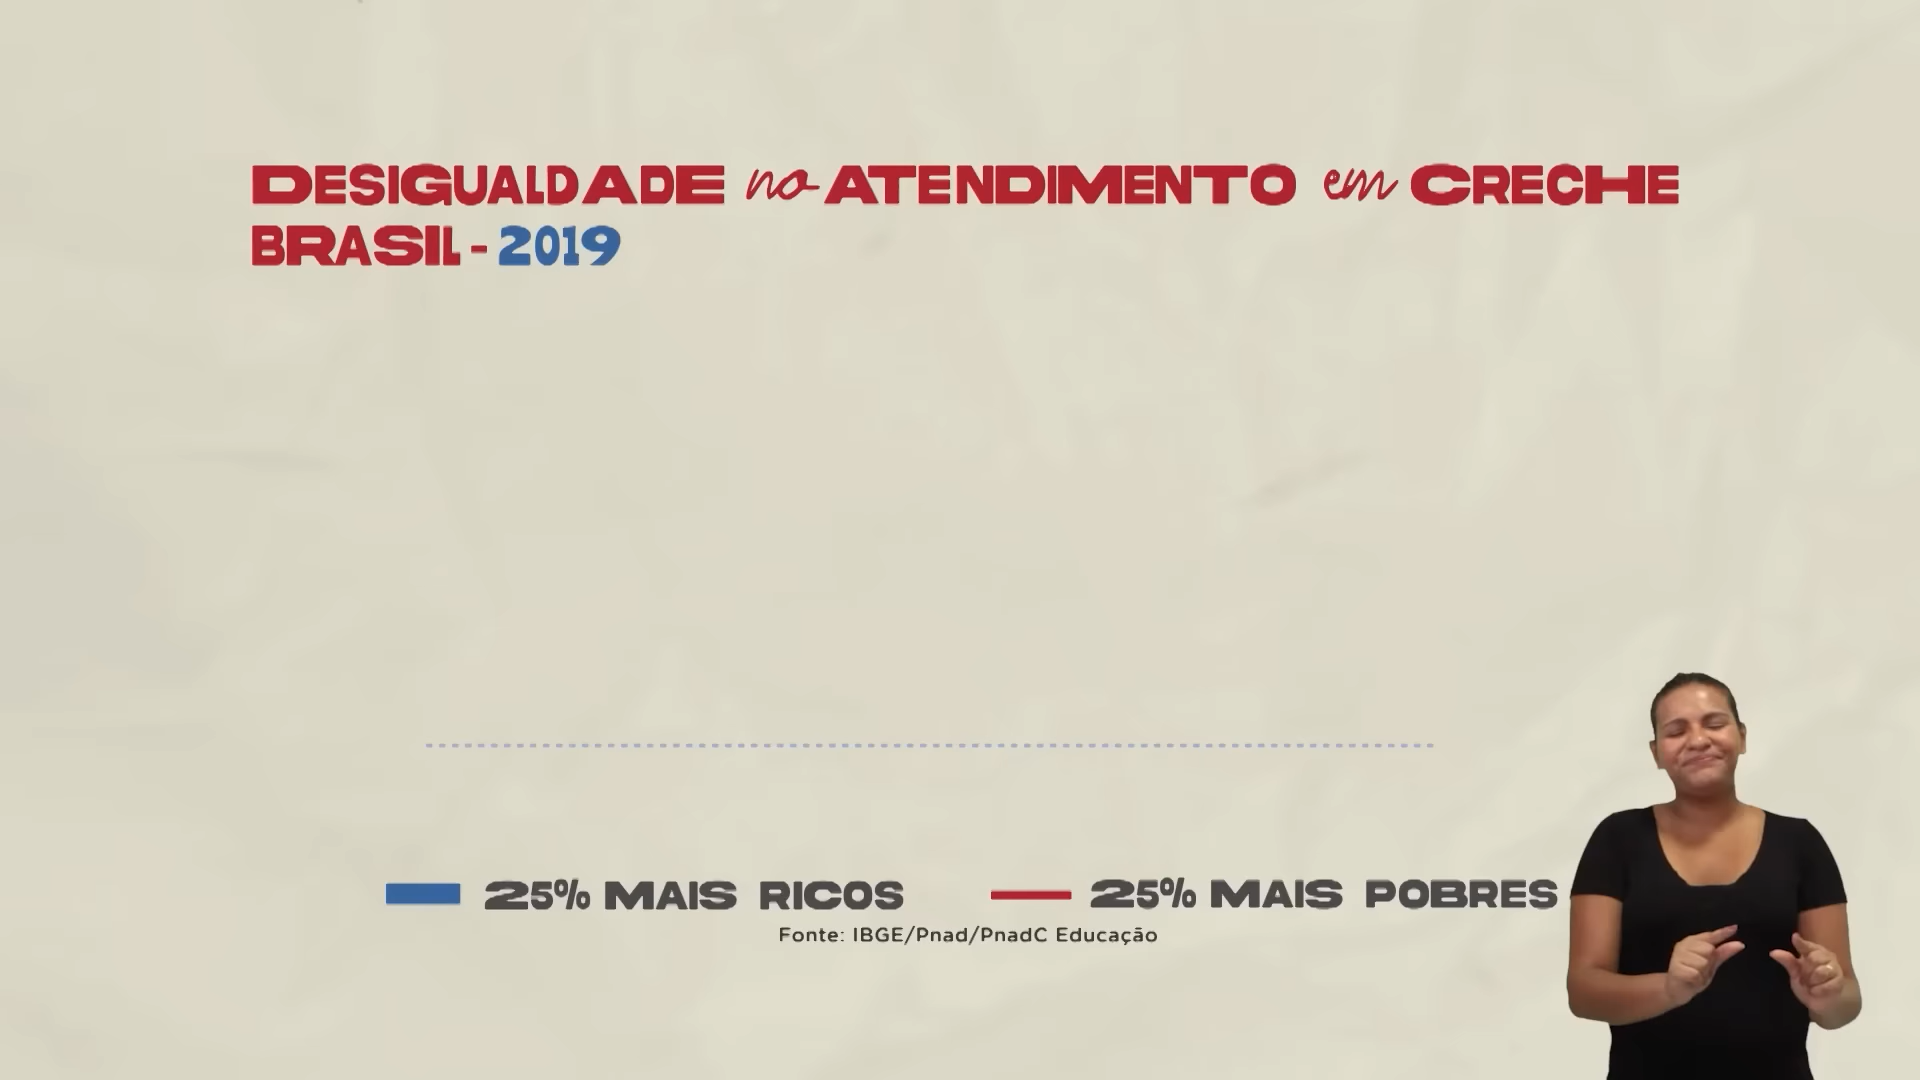 DESIGUALDADE no ATENDIMENTO em CRECHE
BRASIL - 2019
25% MAIS RICOS
25% MAIS POBRES
Fonte: IBGE/Pnad/PnadC Educação